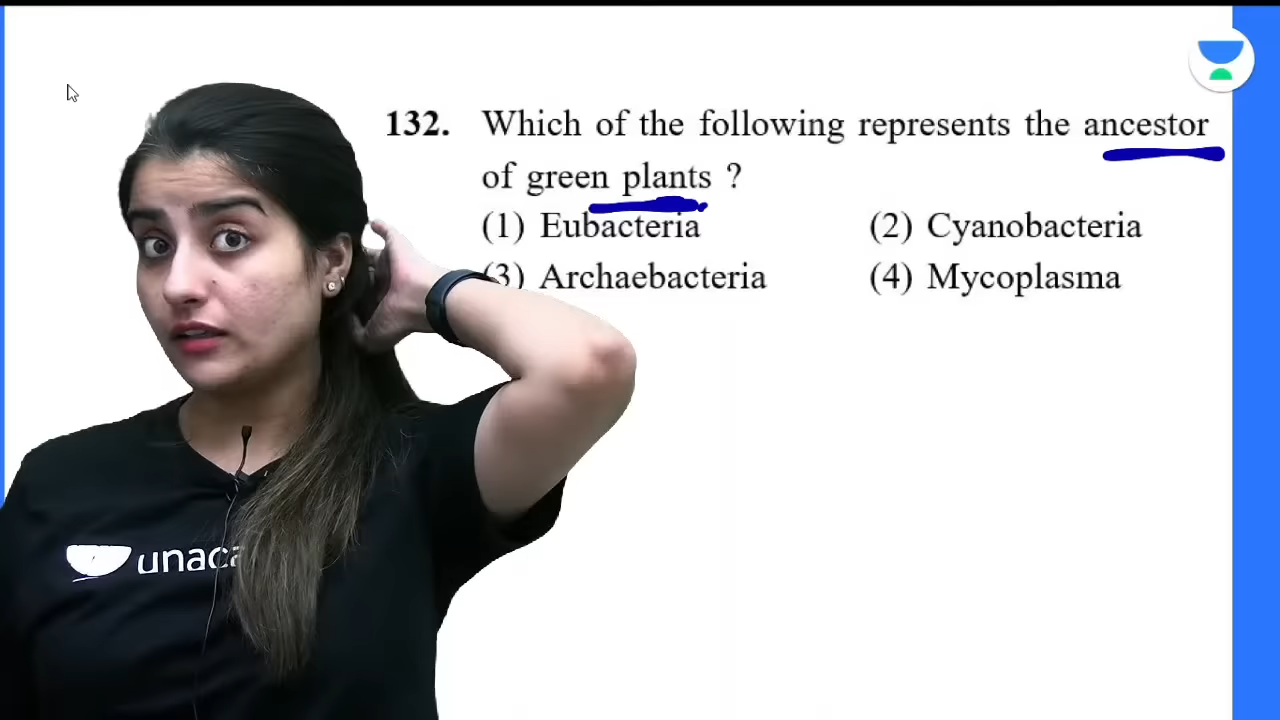 132. Which of the following represents the ancestor
of green plants ?
(1) Eubacteria (2) Cyanobacteria
(3) Archaebacteria (4) Mycoplasma
unaca